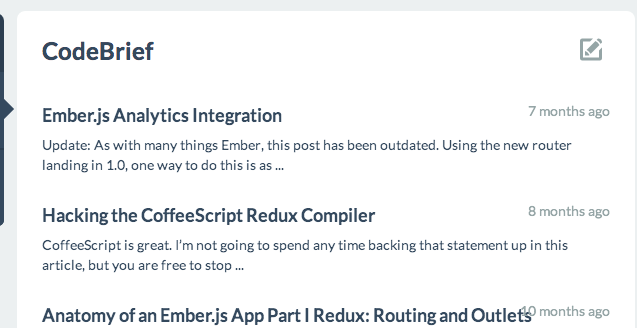 CodeBrief
Ember.js Analytics Integration
7 months ago
Update: As with many things Ember, this post has been outdated. Using the new router
landing in 1.0, one way to do this is as ...
Hacking the CoffeeScript Redux Compiler
8 months ago
CoffeeScript is great. I'm not going to spend any time backing that statement up in this
article, but you are free to stop ...
Anatomy of an Ember.js App Part I Redux: Routing and Outlets
10 months ago